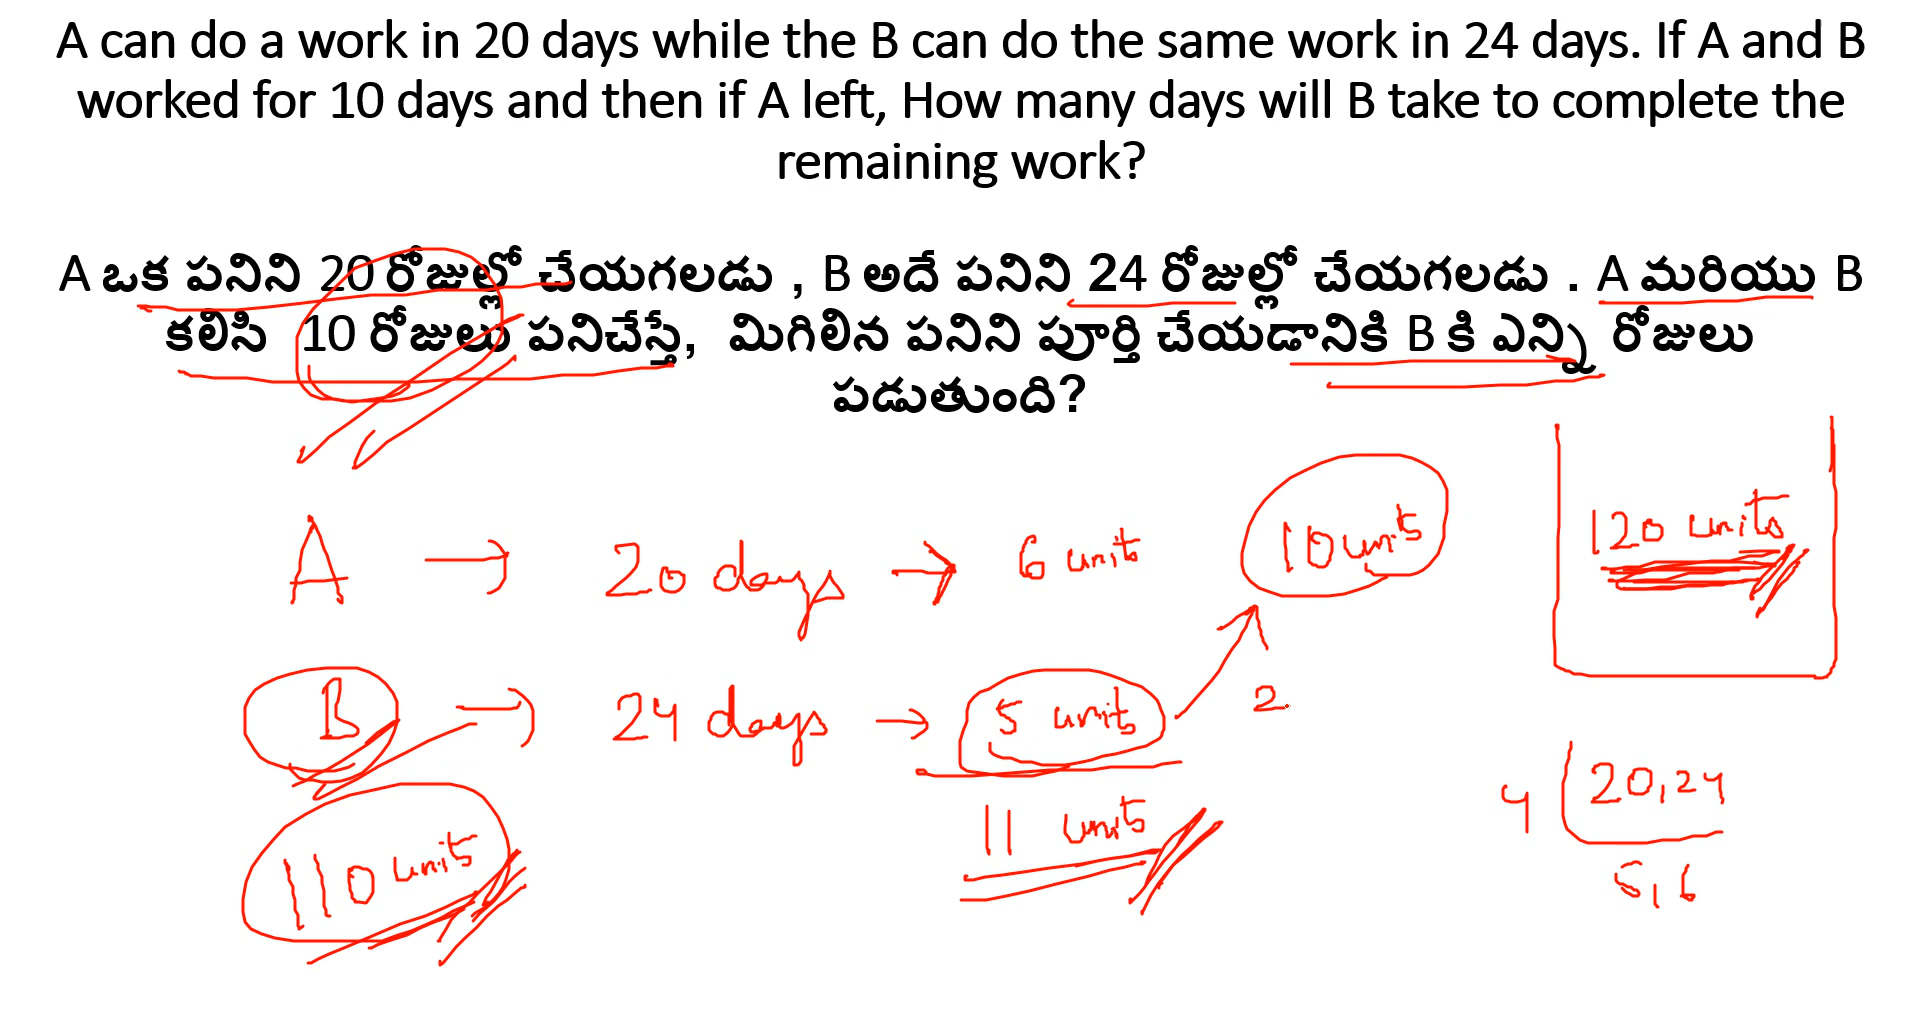 A can do a work in 20 days while the B can do the same work in 24 days. If A and B
worked for 10 days and then if A left, How many days will B take to complete the
remaining work?
A ఒక పనిని 20 రోజుల్లో చేయగలడు , B అదే పనిని 24 రోజుల్లో చేయగలడు . A మరియు B
కలిసి 10 రోజులు పనిచేస్తే, మిగిలిన పనిని పూర్తి చేయడానికి B కి ఎన్ని రోజులు
పడుతుంది?
A → 20 days → 6 units
10 units
120 units
B → 24 days → 5 units
2
11 units
110 units
4 20,24
5,6